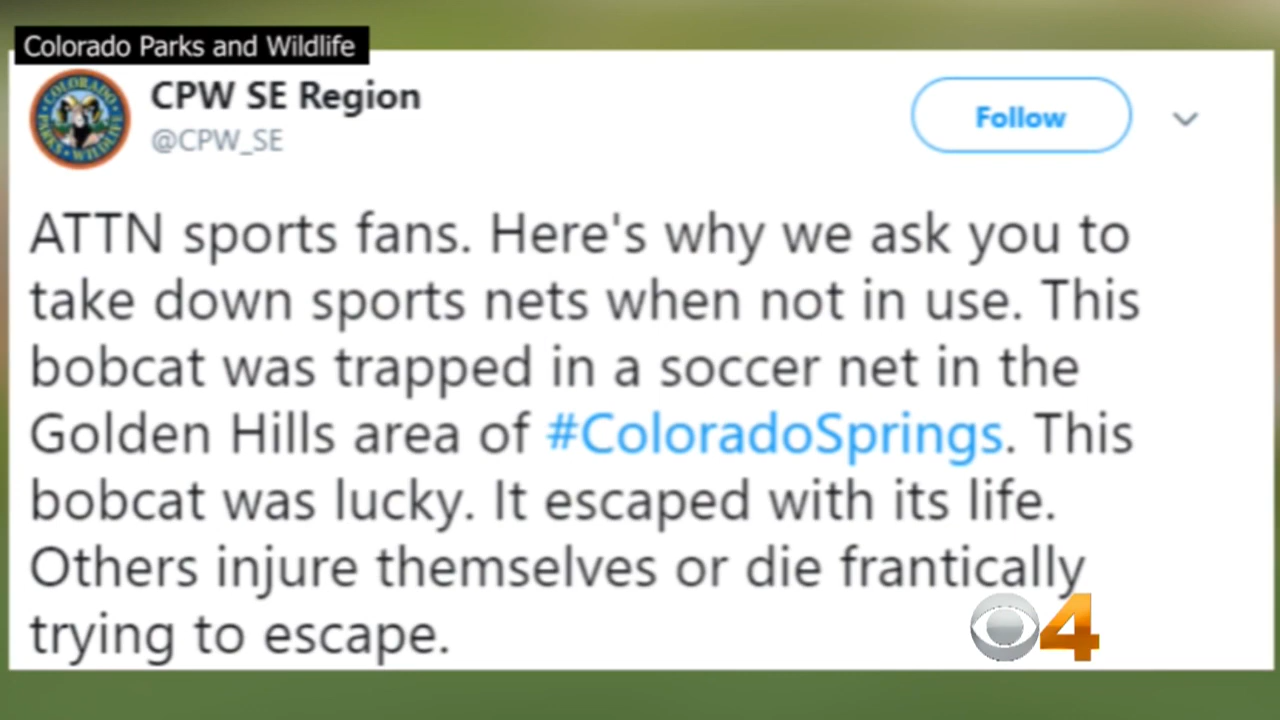 Colorado Parks and Wildlife
COLORADO
PARKS • WILDLIFE
CPW SE Region
@CPW_SE
Follow
ATTN sports fans. Here's why we ask you to
take down sports nets when not in use. This
bobcat was trapped in a soccer net in the
Golden Hills area of #ColoradoSprings. This
bobcat was lucky. It escaped with its life.
Others injure themselves or die frantically
trying to escape.
4